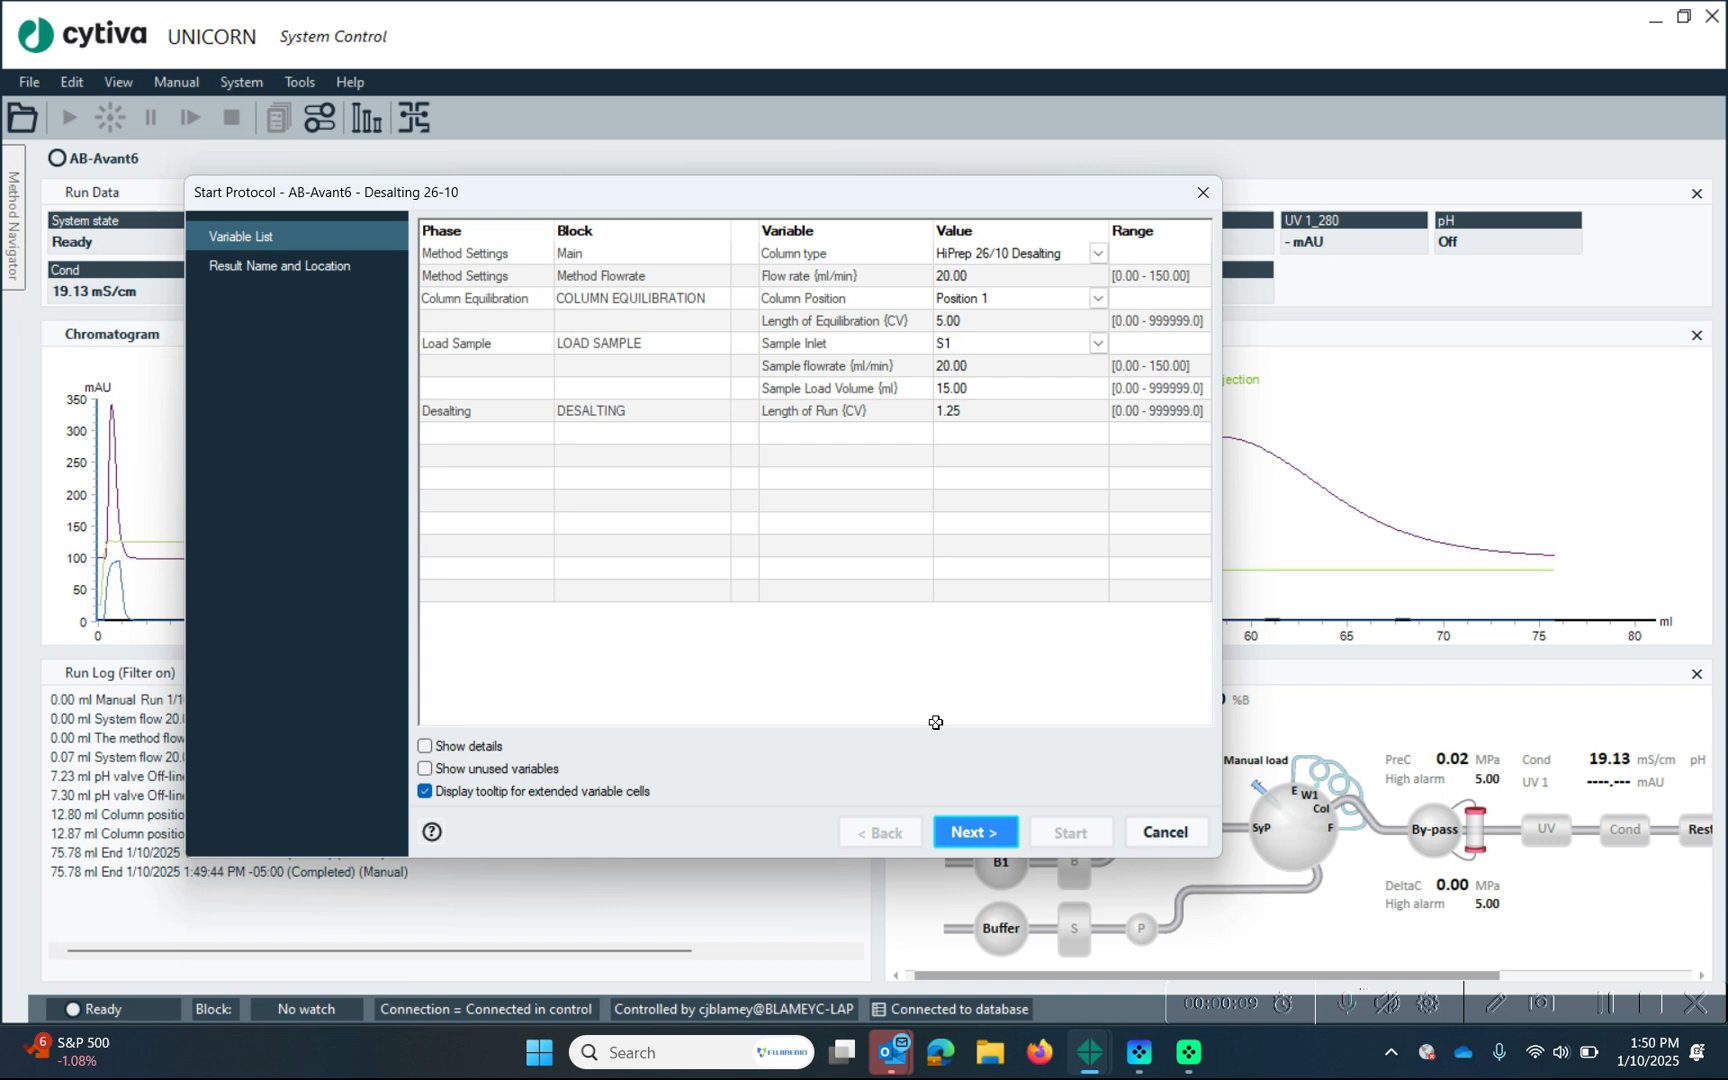 cytiva UNICORN System Control
File Edit View Manual System Tools Help
Method Navigator
AB-Avant6
Run Data
System state
Ready
Cond
19.13 mS/cm
UV 1_280
- mAU
pH
Off
Chromatogram
mAU
350
300
250
200
150
100
50
0
0
60 65 70 75 80 ml
jection
Start Protocol - AB-Avant6 - Desalting 26-10
Variable List
Result Name and Location
Phase Block Variable Value Range
Method Settings Main Column type HiPrep 26/10 Desalting
Method Settings Method Flowrate Flow rate {ml/min} 20.00 [0.00 - 150.00]
Column Equilibration COLUMN EQUILIBRATION Column Position Position 1
Length of Equilibration {CV} 5.00 [0.00 - 999999.0]
Load Sample LOAD SAMPLE Sample Inlet S1
Sample flowrate {ml/min} 20.00 [0.00 - 150.00]
Sample Load Volume {ml} 15.00 [0.00 - 999999.0]
Desalting DESALTING Length of Run {CV} 1.25 [0.00 - 999999.0]
Show details
Show unused variables
Display tooltip for extended variable cells
< Back Next > Start Cancel
Run Log (Filter on)
0.00 ml Manual Run 1/1
0.00 ml System flow 20.
0.00 ml The method flow
0.07 ml System flow 20.
7.23 ml pH valve Off-lin
7.30 ml pH valve Off-lin
12.80 ml Column positio
12.87 ml Column positio
75.78 ml End 1/10/2025
75.78 ml End 1/10/2025 1:49:44 PM -05:00 (Completed) (Manual)
%B
Manual load
E W1
Col
SyP F
PreC 0.02 MPa
High alarm 5.00
Cond 19.13 mS/cm pH
UV 1 ----.--- mAU
By-pass UV Cond Rest
B1 B
DeltaC 0.00 MPa
High alarm 5.00
Buffer S P
Ready Block: No watch Connection = Connected in control Controlled by cjblamey@BLAMEYC-LAP Connected to database
00:00:09
6 S&P 500
-1.08%
Search FUJIREBIO
1:50 PM
1/10/2025